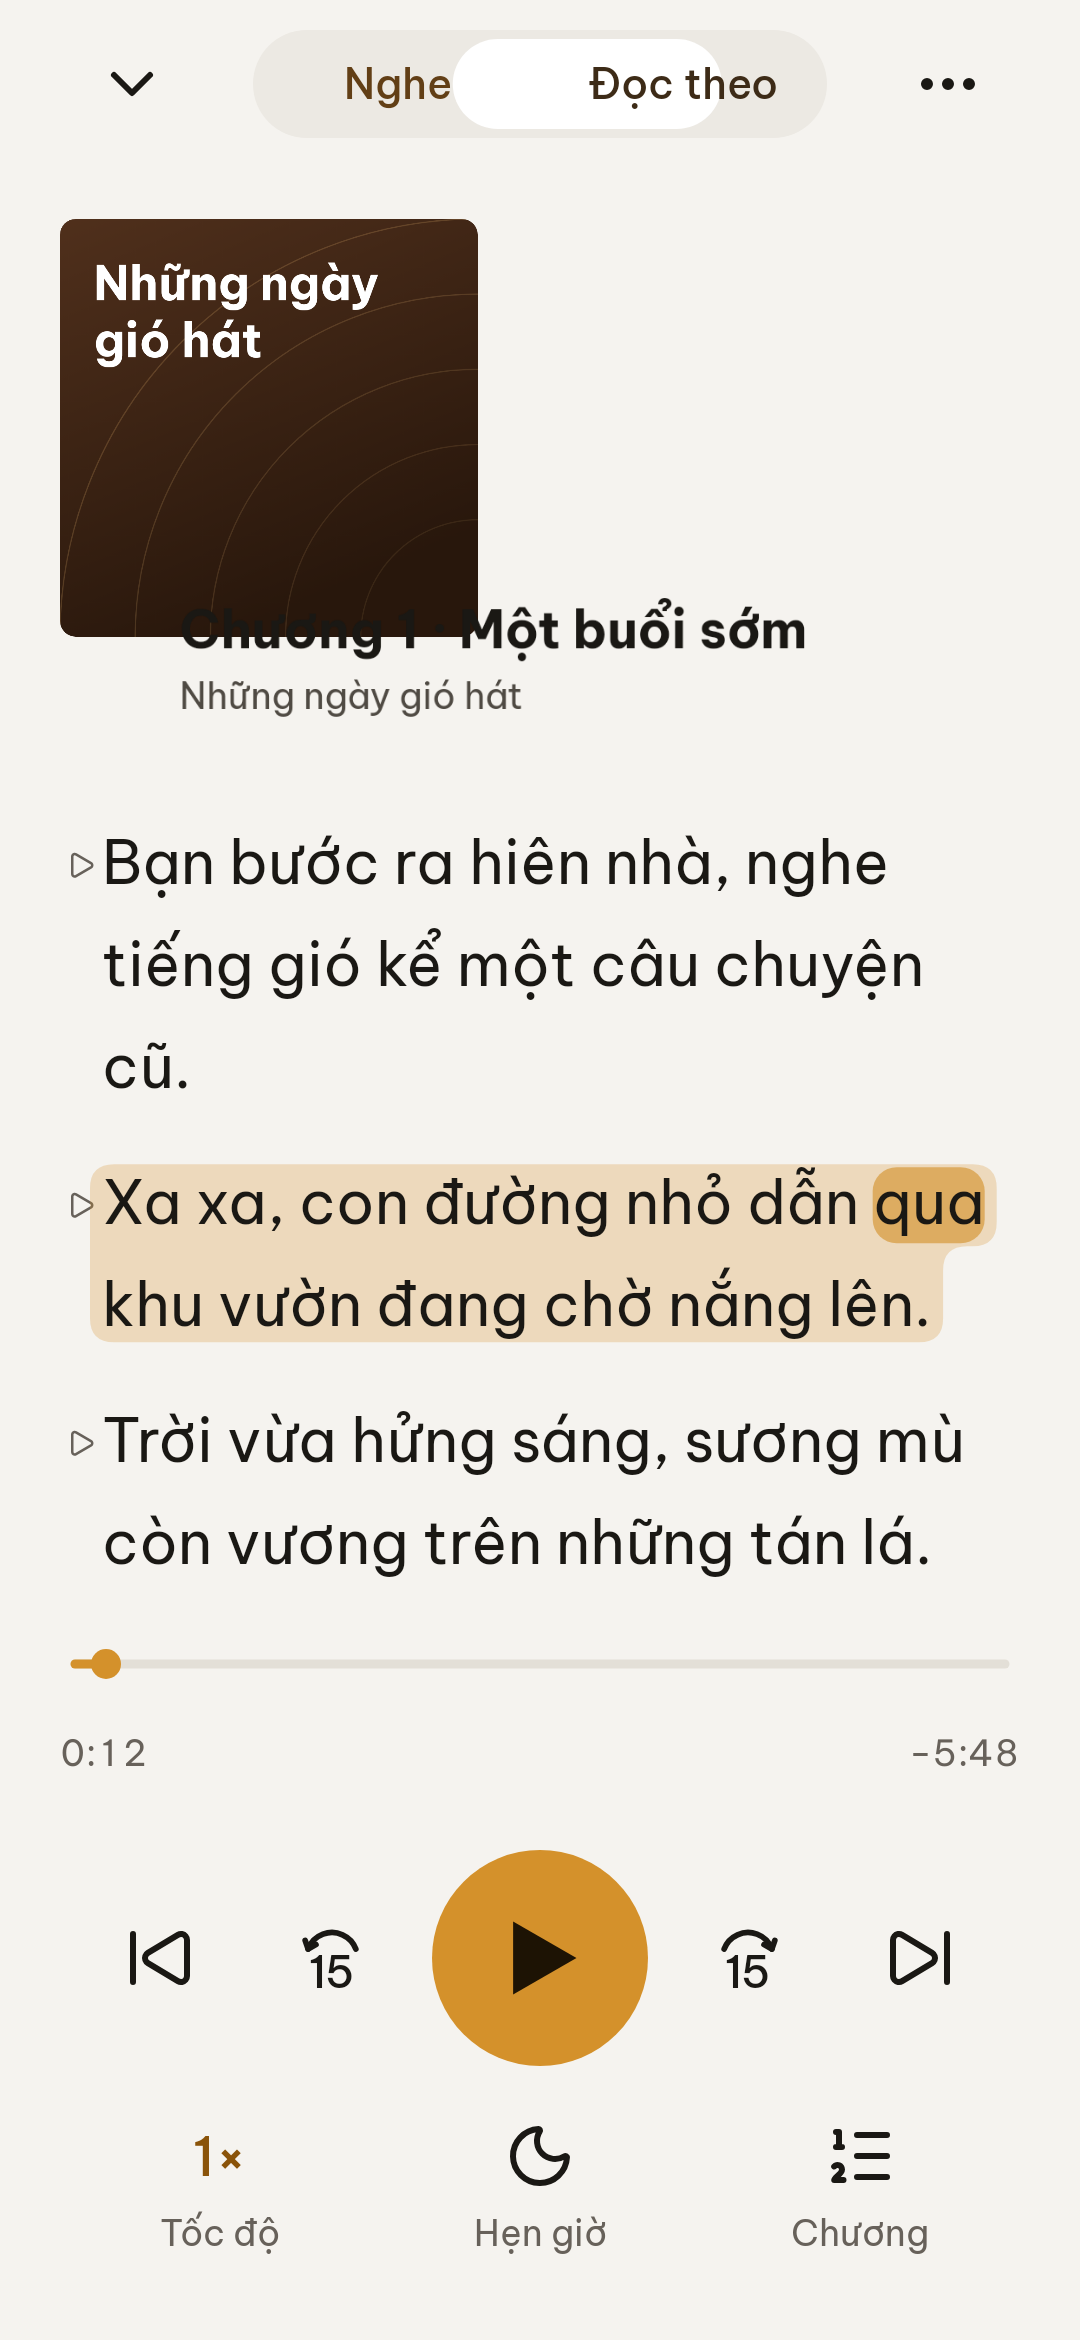 Nghe
Đọc theo
Những ngày
gió hát
Chương 1 · Một buổi sớm
Những ngày gió hát
Bạn bước ra hiên nhà, nghe
tiếng gió kể một câu chuyện
cũ.
Xa xa, con đường nhỏ dẫn qua
khu vườn đang chờ nắng lên.
Trời vừa hửng sáng, sương mù
còn vương trên những tán lá.
0:12
−5:48
15
15
1×
Tốc độ
Hẹn giờ
Chương